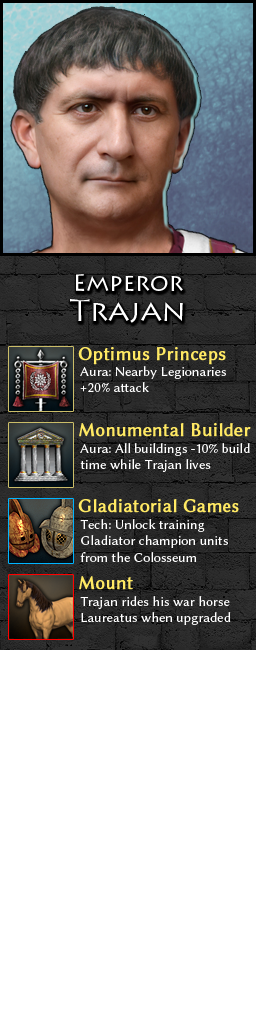 Emperor
Trajan
Optimus Princeps
Aura: Nearby Legionaries
+20% attack
Monumental Builder
Aura: All buildings -10% build
time while Trajan lives
Gladiatorial Games
Tech: Unlock training
Gladiator champion units
from the Colosseum
Mount
Trajan rides his war horse
Laureatus when upgraded